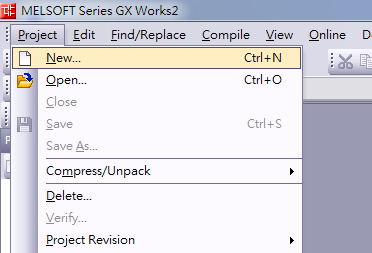 MELSOFT Series GX Works2
Project Edit Find/Replace Compile View Online
New... Ctrl+N
Open... Ctrl+O
Close
Save Ctrl+S
Save As...
Compress/Unpack
Delete...
Verify...
Project Revision